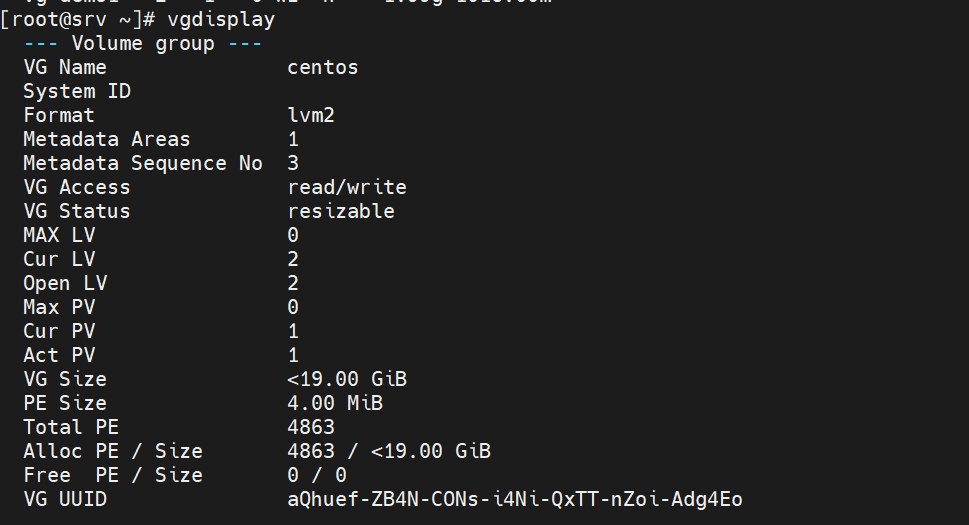 [root@srv ~]# vgdisplay
--- Volume group ---
VG Name centos
System ID
Format lvm2
Metadata Areas 1
Metadata Sequence No 3
VG Access read/write
VG Status resizable
MAX LV 0
Cur LV 2
Open LV 2
Max PV 0
Cur PV 1
Act PV 1
VG Size <19.00 GiB
PE Size 4.00 MiB
Total PE 4863
Alloc PE / Size 4863 / <19.00 GiB
Free PE / Size 0 / 0
VG UUID aQhuef-ZB4N-CONs-i4Ni-QxTT-nZoi-Adg4Eo